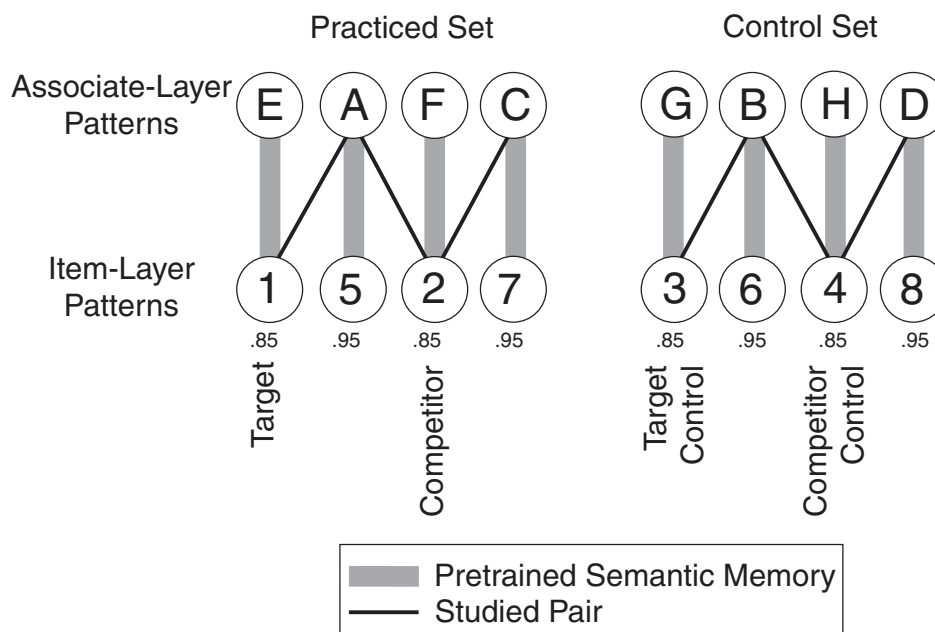 Practiced Set
Control Set
Associate-Layer
Patterns
E A F C
G B H D
Item-Layer
Patterns
1 5 2 7
3 6 4 8
.85 .95 .85 .95
.85 .95 .85 .95
Target
Competitor
Target
Control
Competitor
Control
Pretrained Semantic Memory
Studied Pair